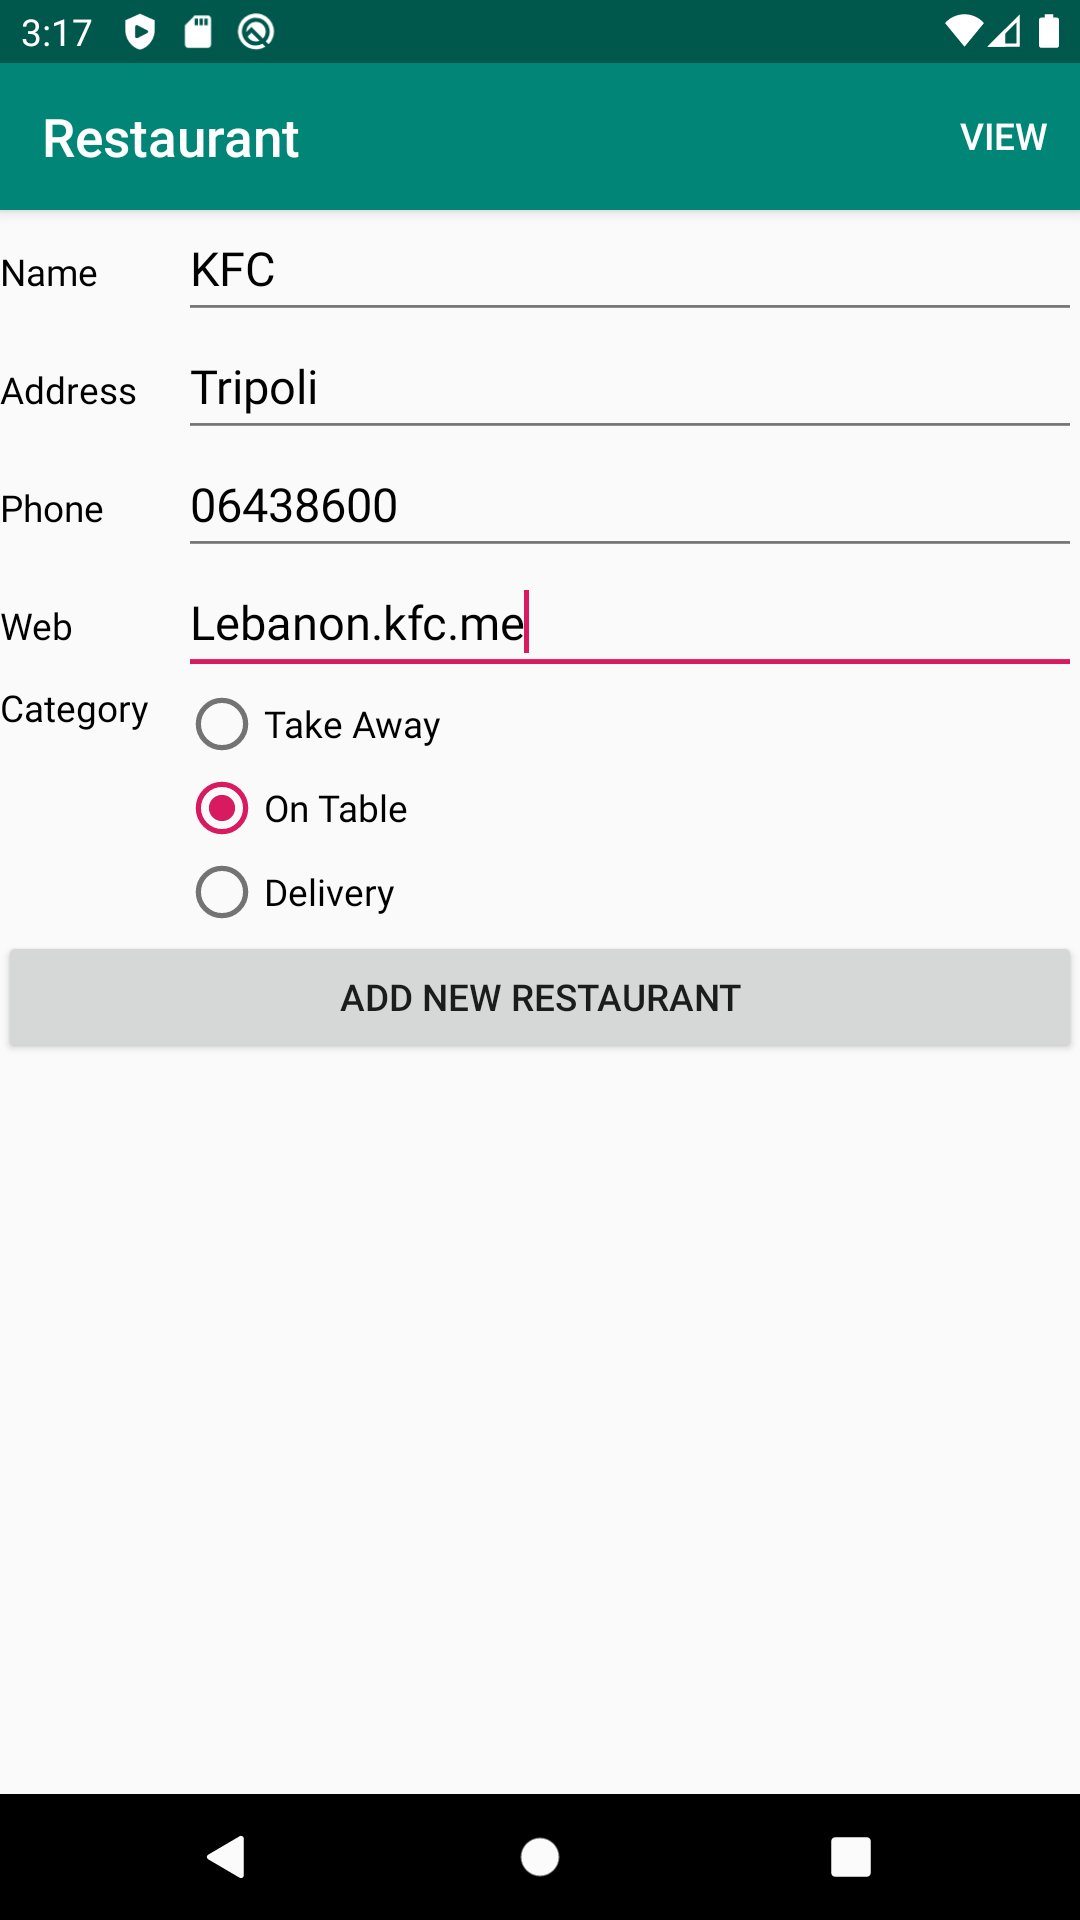 3:17
Restaurant VIEW
Name KFC
Address Tripoli
Phone 06438600
Web Lebanon.kfc.me
Category Take Away
On Table
Delivery
ADD NEW RESTAURANT